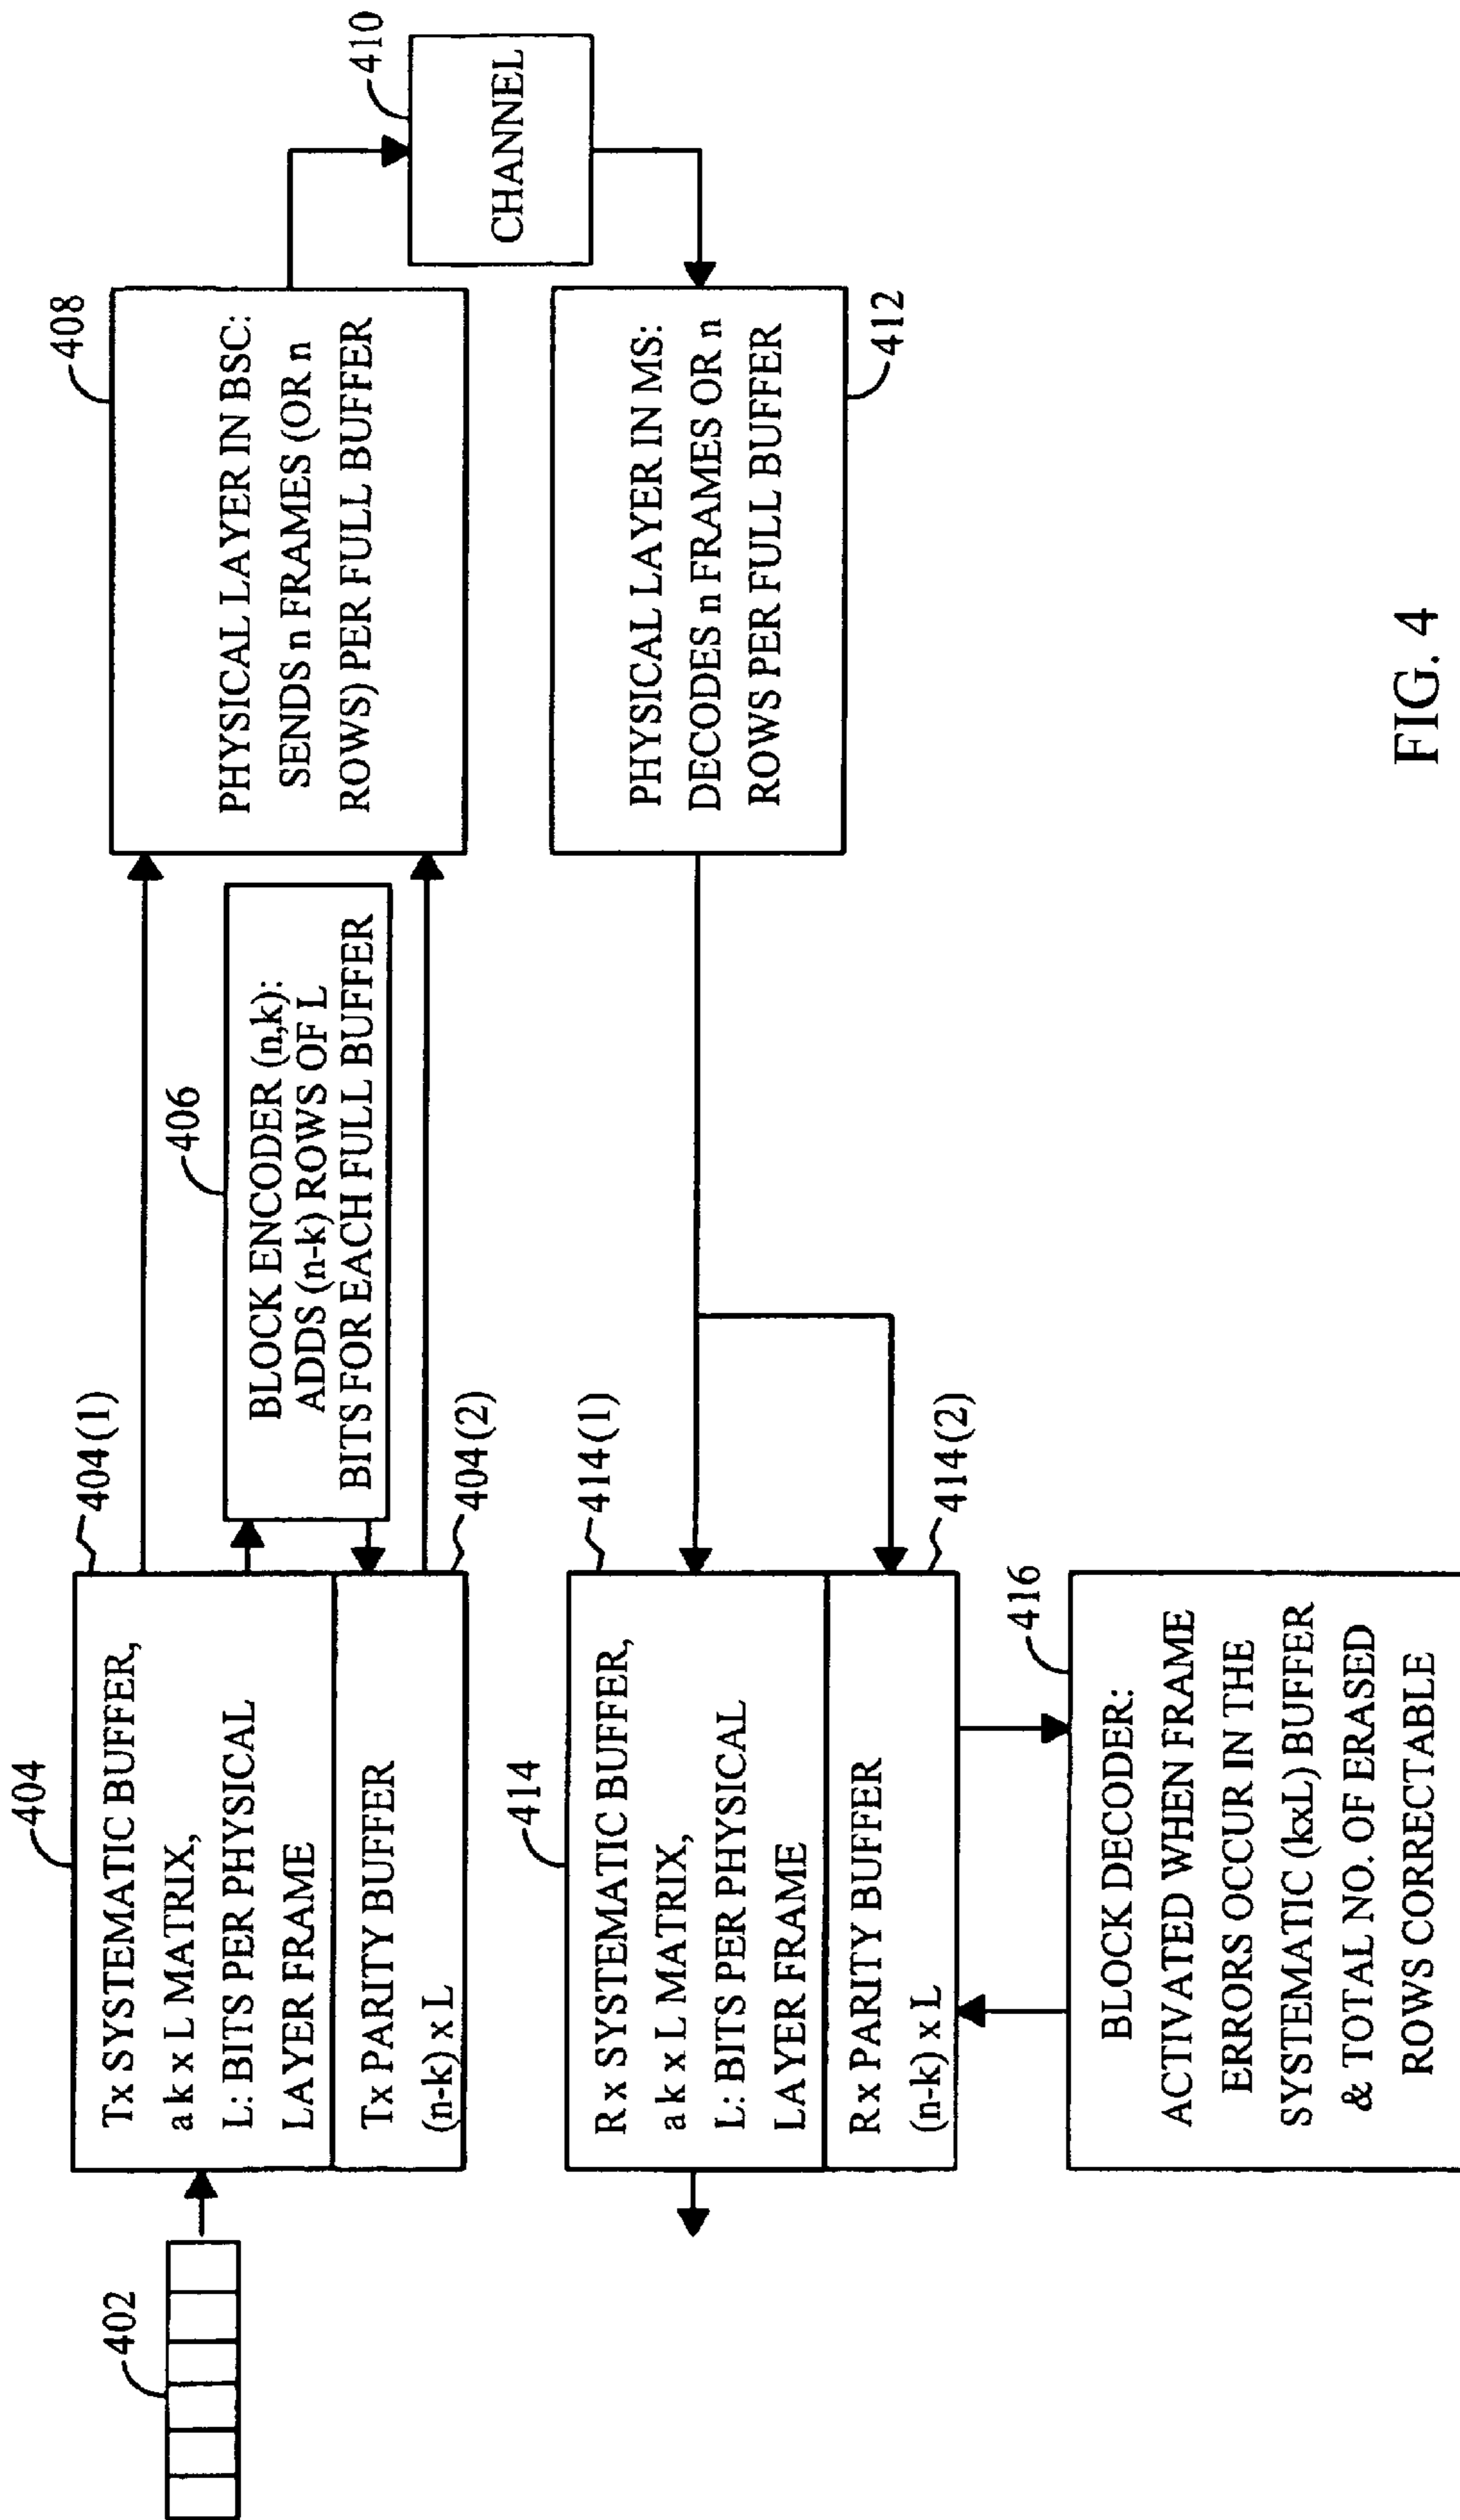 402
404
404(1)
Tx SYSTEMATIC BUFFER,
a k x L MATRIX,
L: BITS PER PHYSICAL
LAYER FRAME
Tx PARITY BUFFER
(n-k) x L
404(2)
406
BLOCK ENCODER (n,k):
ADDS (n-k) ROWS OF L
BITS FOR EACH FULL BUFFER
408
PHYSICAL LAYER IN BSC:
SENDS n FRAMES (OR n
ROWS) PER FULL BUFFER
410
CHANNEL
PHYSICAL LAYER IN MS:
DECODES n FRAMES OR n
ROWS PER FULL BUFFER
412
414
414(1)
Rx SYSTEMATIC BUFFER,
a k x L MATRIX,
L: BITS PER PHYSICAL
LAYER FRAME
Rx PARITY BUFFER
(n-k) x L
414(2)
416
BLOCK DECODER:
ACTIVATED WHEN FRAME
ERRORS OCCUR IN THE
SYSTEMATIC (kxL) BUFFER
& TOTAL NO. OF ERASED
ROWS CORRECTABLE
FIG. 4